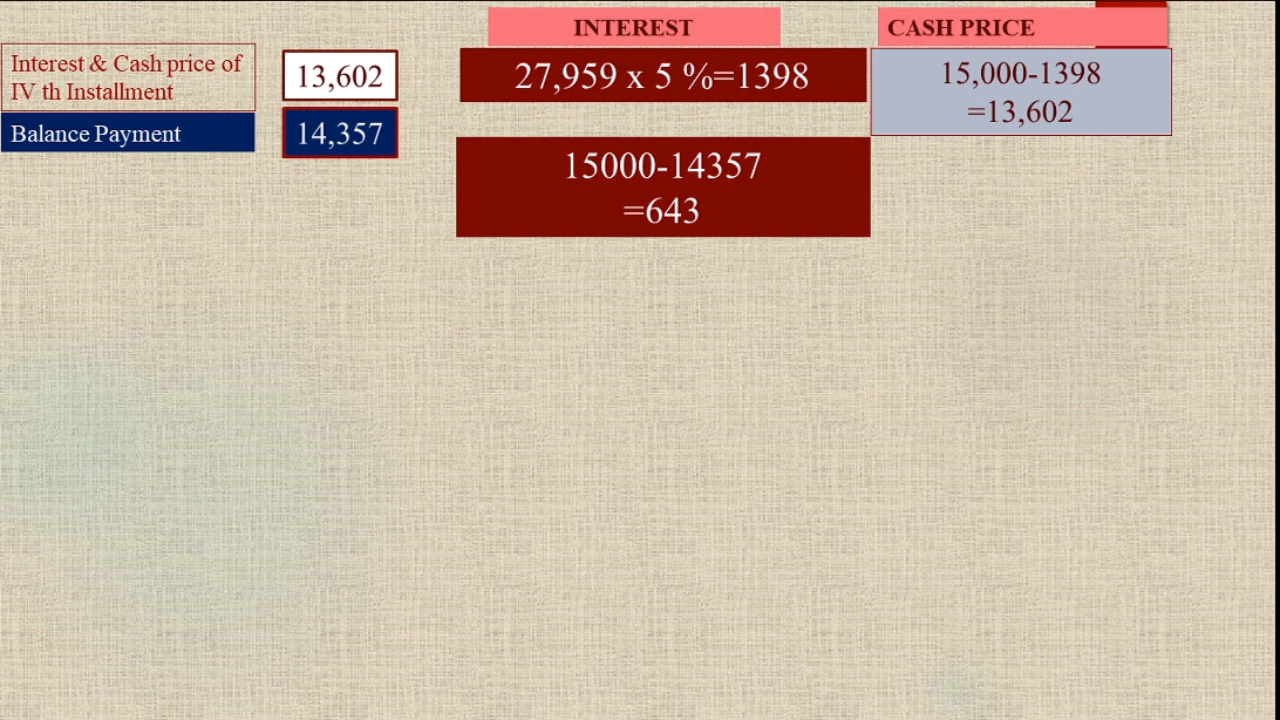 INTEREST
CASH PRICE
Interest & Cash price of
IV th Installment
13,602
27,959 x 5 %=1398
15,000-1398
=13,602
Balance Payment
14,357
15000-14357
=643